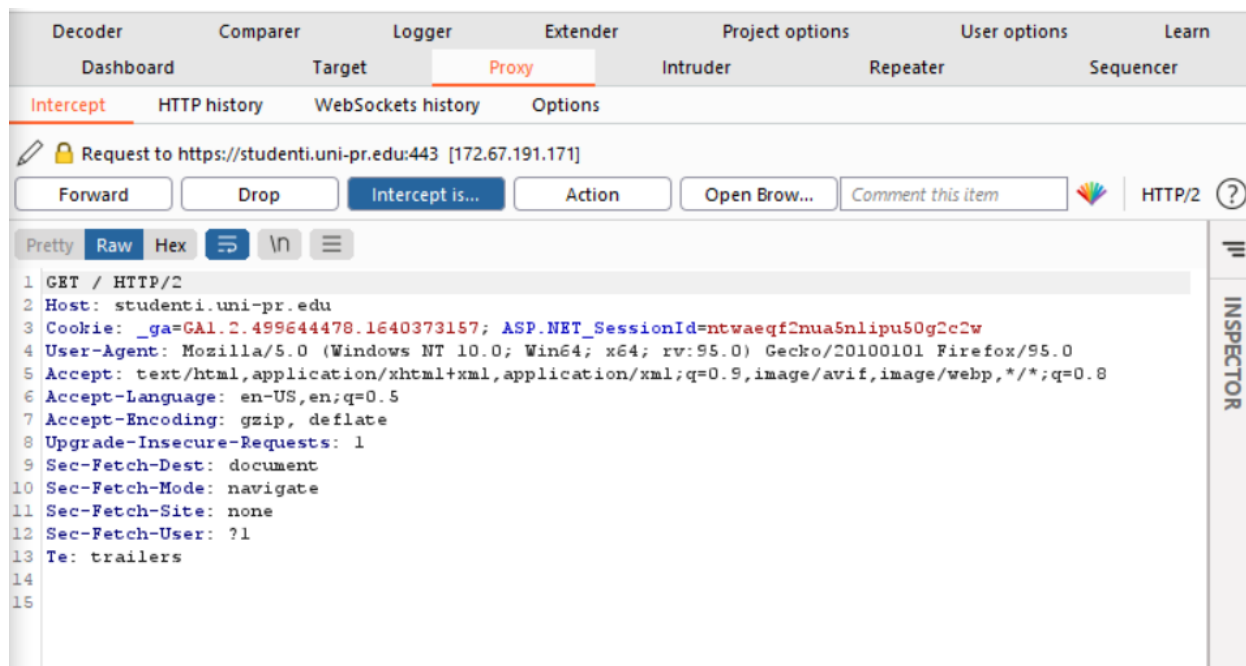 Decoder Comparer Logger Extender Project options User options Learn
Dashboard Target Proxy Intruder Repeater Sequencer
Intercept HTTP history WebSockets history Options
Request to https://studenti.uni-pr.edu:443 [172.67.191.171]
Forward Drop Intercept is... Action Open Brow... Comment this item HTTP/2 ?
Pretty Raw Hex \n
1 GET / HTTP/2
2 Host: studenti.uni-pr.edu
3 Cookie: _ga=GA1.2.499644478.1640373157; ASP.NET_SessionId=ntwaeqf2nua5nlipu50g2c2w
4 User-Agent: Mozilla/5.0 (Windows NT 10.0; Win64; x64; rv:95.0) Gecko/20100101 Firefox/95.0
5 Accept: text/html,application/xhtml+xml,application/xml;q=0.9,image/avif,image/webp,*/*;q=0.8
6 Accept-Language: en-US,en;q=0.5
7 Accept-Encoding: gzip, deflate
8 Upgrade-Insecure-Requests: 1
9 Sec-Fetch-Dest: document
10 Sec-Fetch-Mode: navigate
11 Sec-Fetch-Site: none
12 Sec-Fetch-User: ?1
13 Te: trailers
14
15
INSPECTOR